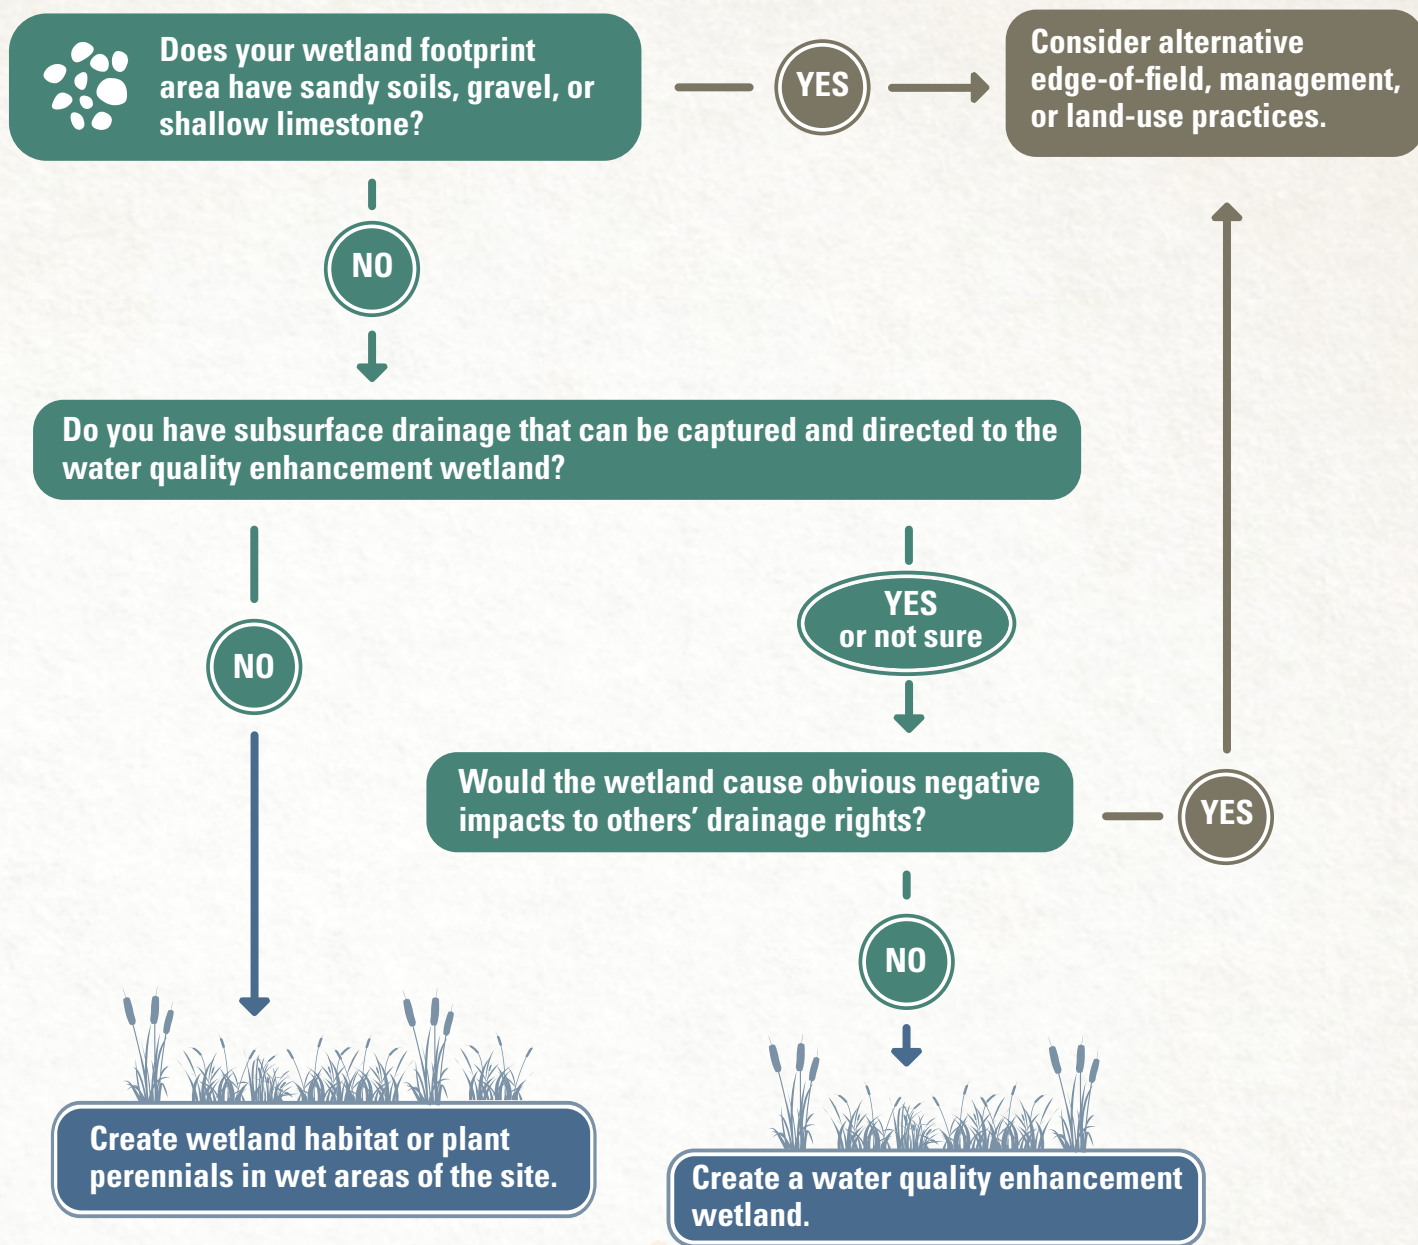 Does your wetland footprint
area have sandy soils, gravel, or
shallow limestone?
YES
Consider alternative
edge-of-field, management,
or land-use practices.
NO
Do you have subsurface drainage that can be captured and directed to the
water quality enhancement wetland?
NO
YES
or not sure
Would the wetland cause obvious negative
impacts to others’ drainage rights?
YES
NO
Create wetland habitat or plant
perennials in wet areas of the site.
Create a water quality enhancement
wetland.